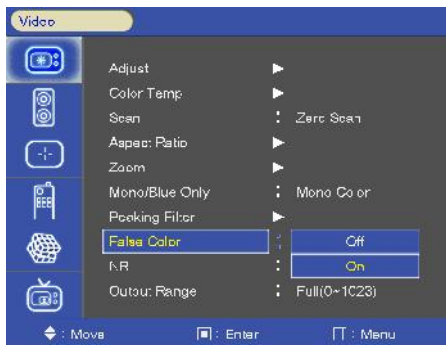 Video
Adjust
Color Temp
Scan : Zero Scan
Aspect Ratio
Zoom
Mono/Blue Only : Mono Color
Peaking Filter
False Color : Off
NR : On
Output Range : Full(0~1023)
: Move : Enter : Menu